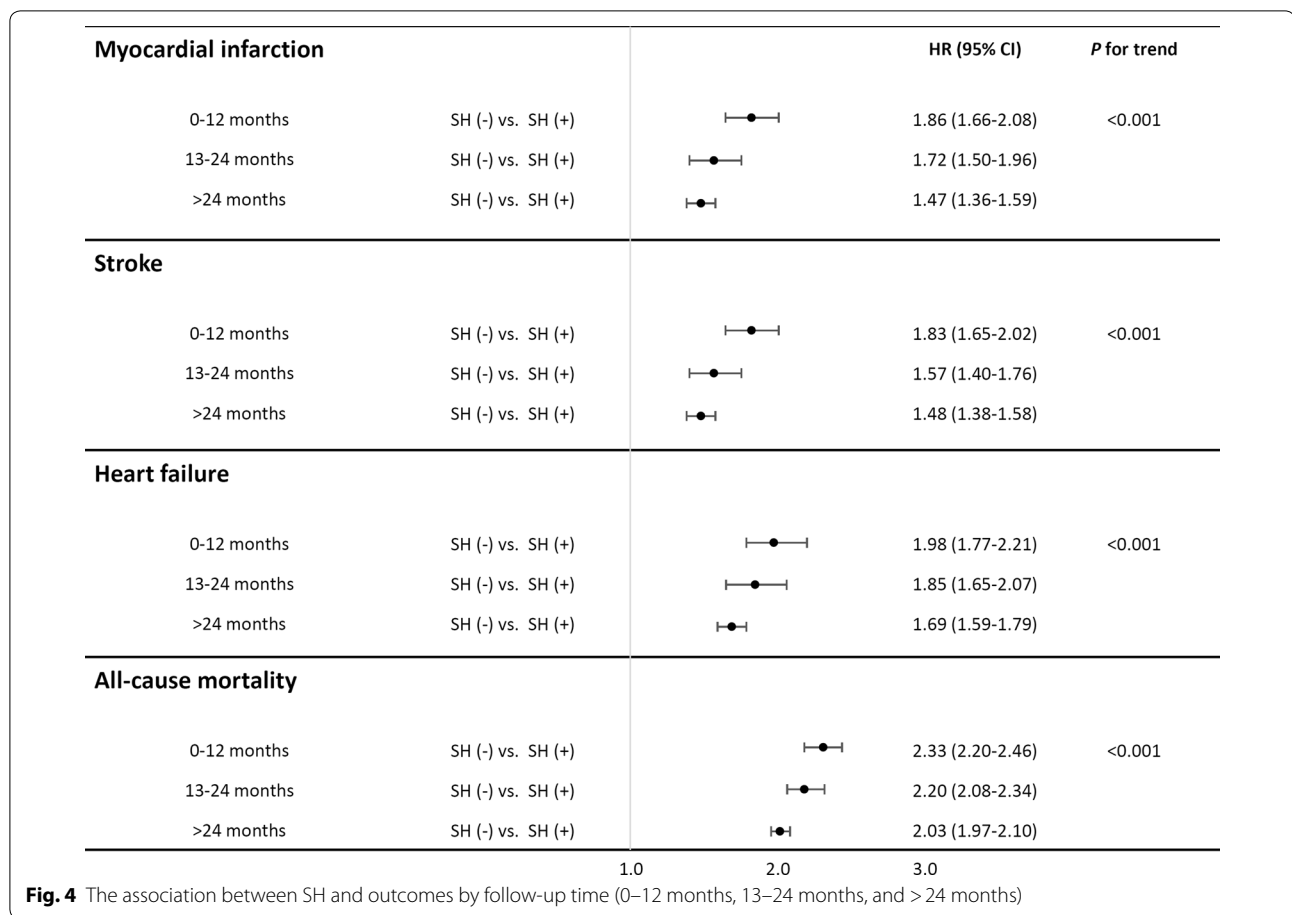 Myocardial infarction HR (95% CI) P for trend
0-12 months SH (-) vs. SH (+) 1.86 (1.66-2.08) <0.001
13-24 months SH (-) vs. SH (+) 1.72 (1.50-1.96)
>24 months SH (-) vs. SH (+) 1.47 (1.36-1.59)
Stroke
0-12 months SH (-) vs. SH (+) 1.83 (1.65-2.02) <0.001
13-24 months SH (-) vs. SH (+) 1.57 (1.40-1.76)
>24 months SH (-) vs. SH (+) 1.48 (1.38-1.58)
Heart failure
0-12 months SH (-) vs. SH (+) 1.98 (1.77-2.21) <0.001
13-24 months SH (-) vs. SH (+) 1.85 (1.65-2.07)
>24 months SH (-) vs. SH (+) 1.69 (1.59-1.79)
All-cause mortality
0-12 months SH (-) vs. SH (+) 2.33 (2.20-2.46) <0.001
13-24 months SH (-) vs. SH (+) 2.20 (2.08-2.34)
>24 months SH (-) vs. SH (+) 2.03 (1.97-2.10)
1.0 2.0 3.0
Fig. 4 The association between SH and outcomes by follow-up time (0–12 months, 13–24 months, and > 24 months)